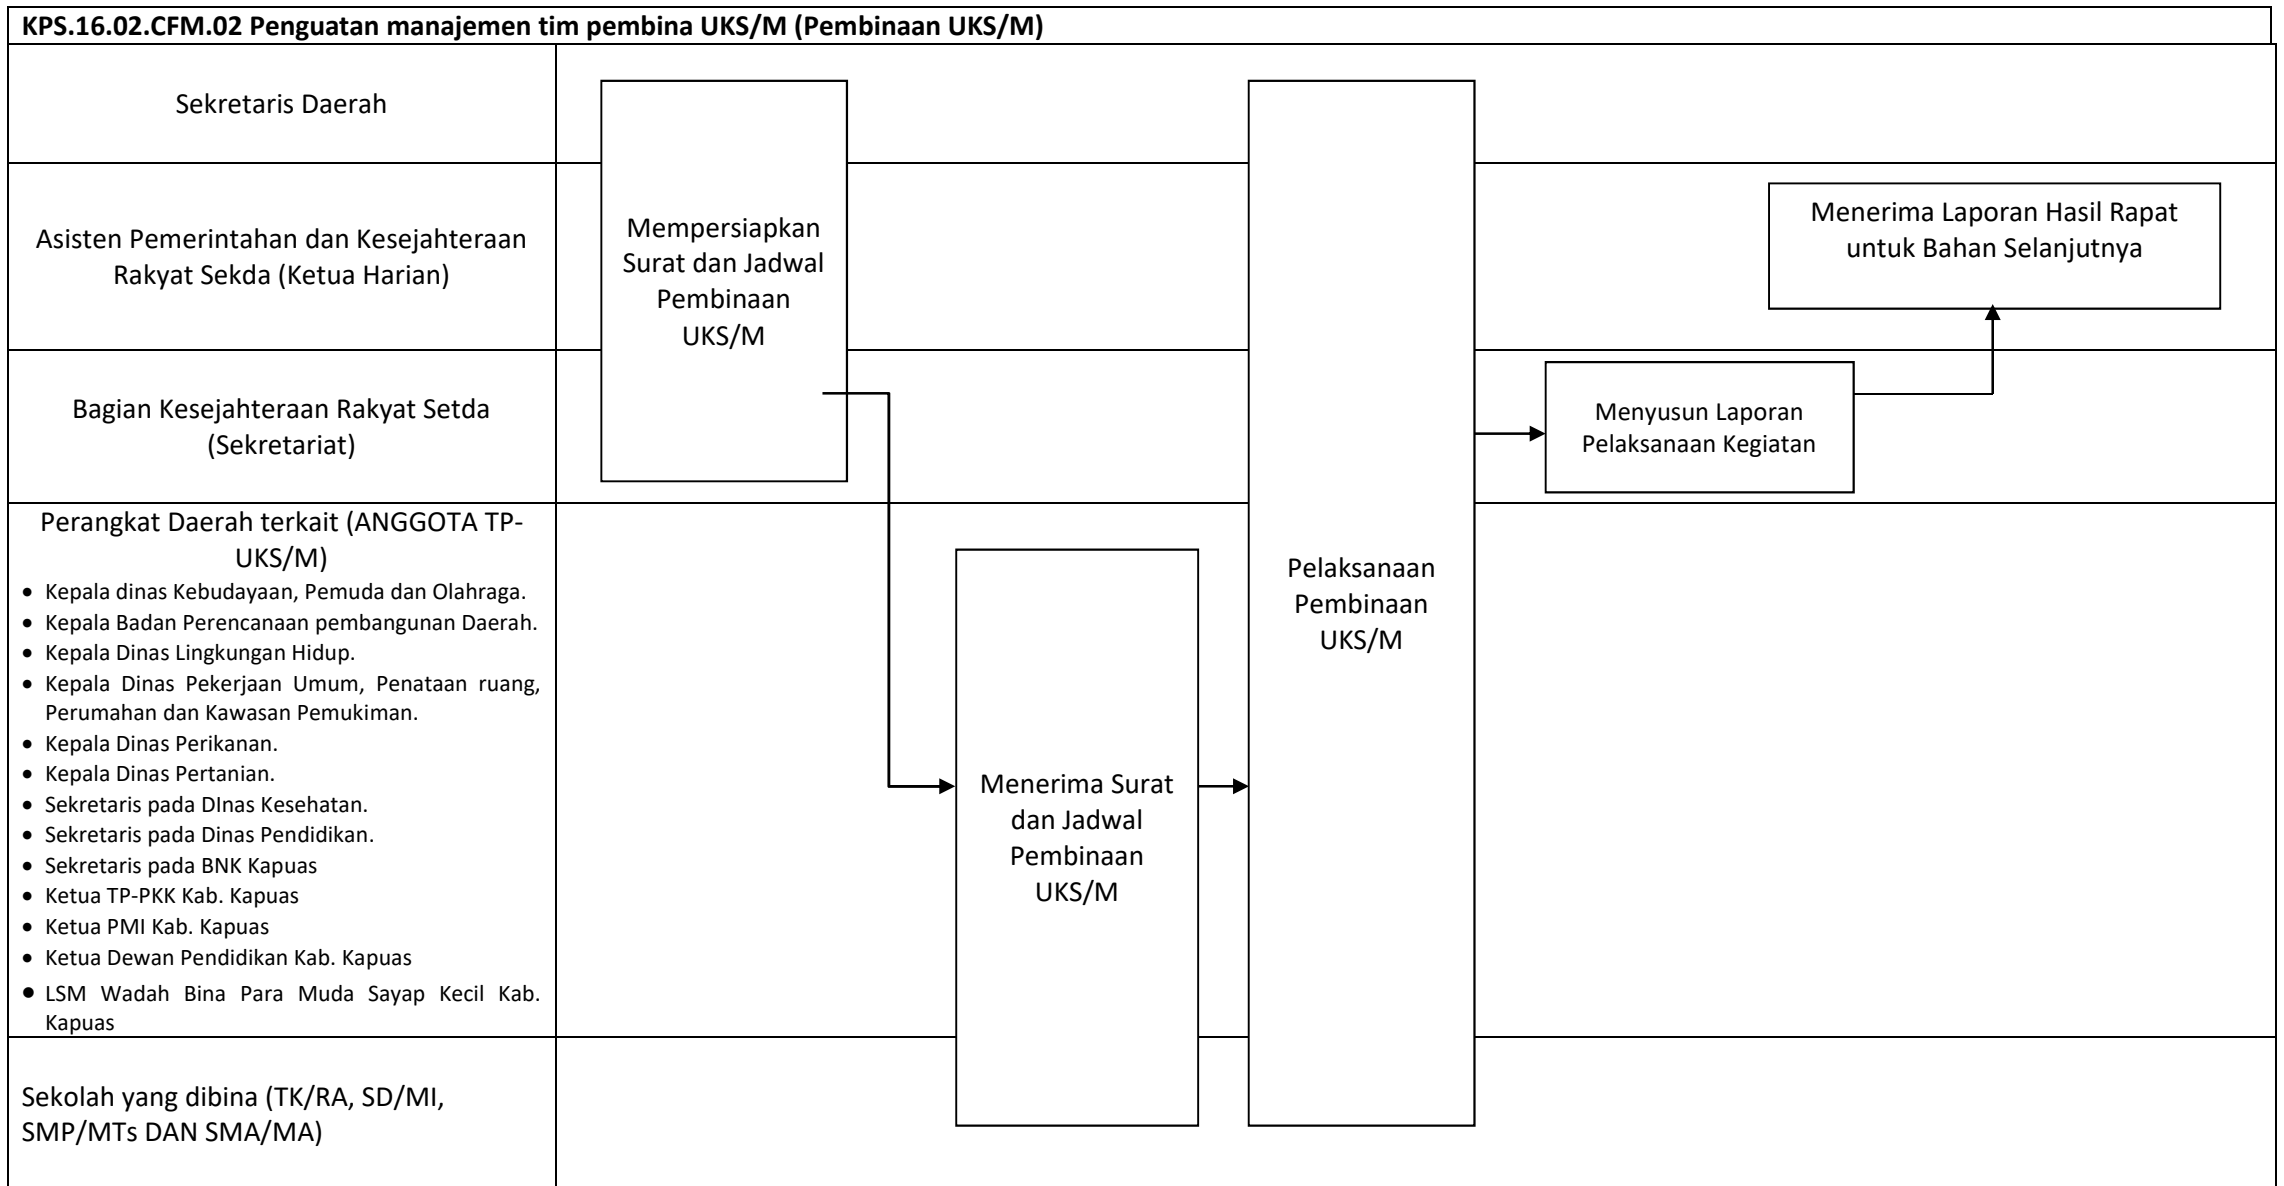 KPS.16.02.CFM.02 Penguatan manajemen tim pembina UKS/M (Pembinaan UKS/M)
Sekretaris Daerah
Asisten Pemerintahan dan Kesejahteraan
Rakyat Sekda (Ketua Harian)
Bagian Kesejahteraan Rakyat Setda
(Sekretariat)
Perangkat Daerah terkait (ANGGOTA TP-
UKS/M)
• Kepala dinas Kebudayaan, Pemuda dan Olahraga.
• Kepala Badan Perencanaan pembangunan Daerah.
• Kepala Dinas Lingkungan Hidup.
• Kepala Dinas Pekerjaan Umum, Penataan ruang,
Perumahan dan Kawasan Pemukiman.
• Kepala Dinas Perikanan.
• Kepala Dinas Pertanian.
• Sekretaris pada DInas Kesehatan.
• Sekretaris pada Dinas Pendidikan.
• Sekretaris pada BNK Kapuas
• Ketua TP-PKK Kab. Kapuas
• Ketua PMI Kab. Kapuas
• Ketua Dewan Pendidikan Kab. Kapuas
• LSM Wadah Bina Para Muda Sayap Kecil Kab.
Kapuas
Sekolah yang dibina (TK/RA, SD/MI,
SMP/MTs DAN SMA/MA)
Mempersiapkan
Surat dan Jadwal
Pembinaan
UKS/M
Menerima Surat
dan Jadwal
Pembinaan
UKS/M
Pelaksanaan
Pembinaan
UKS/M
Menyusun Laporan
Pelaksanaan Kegiatan
Menerima Laporan Hasil Rapat
untuk Bahan Selanjutnya